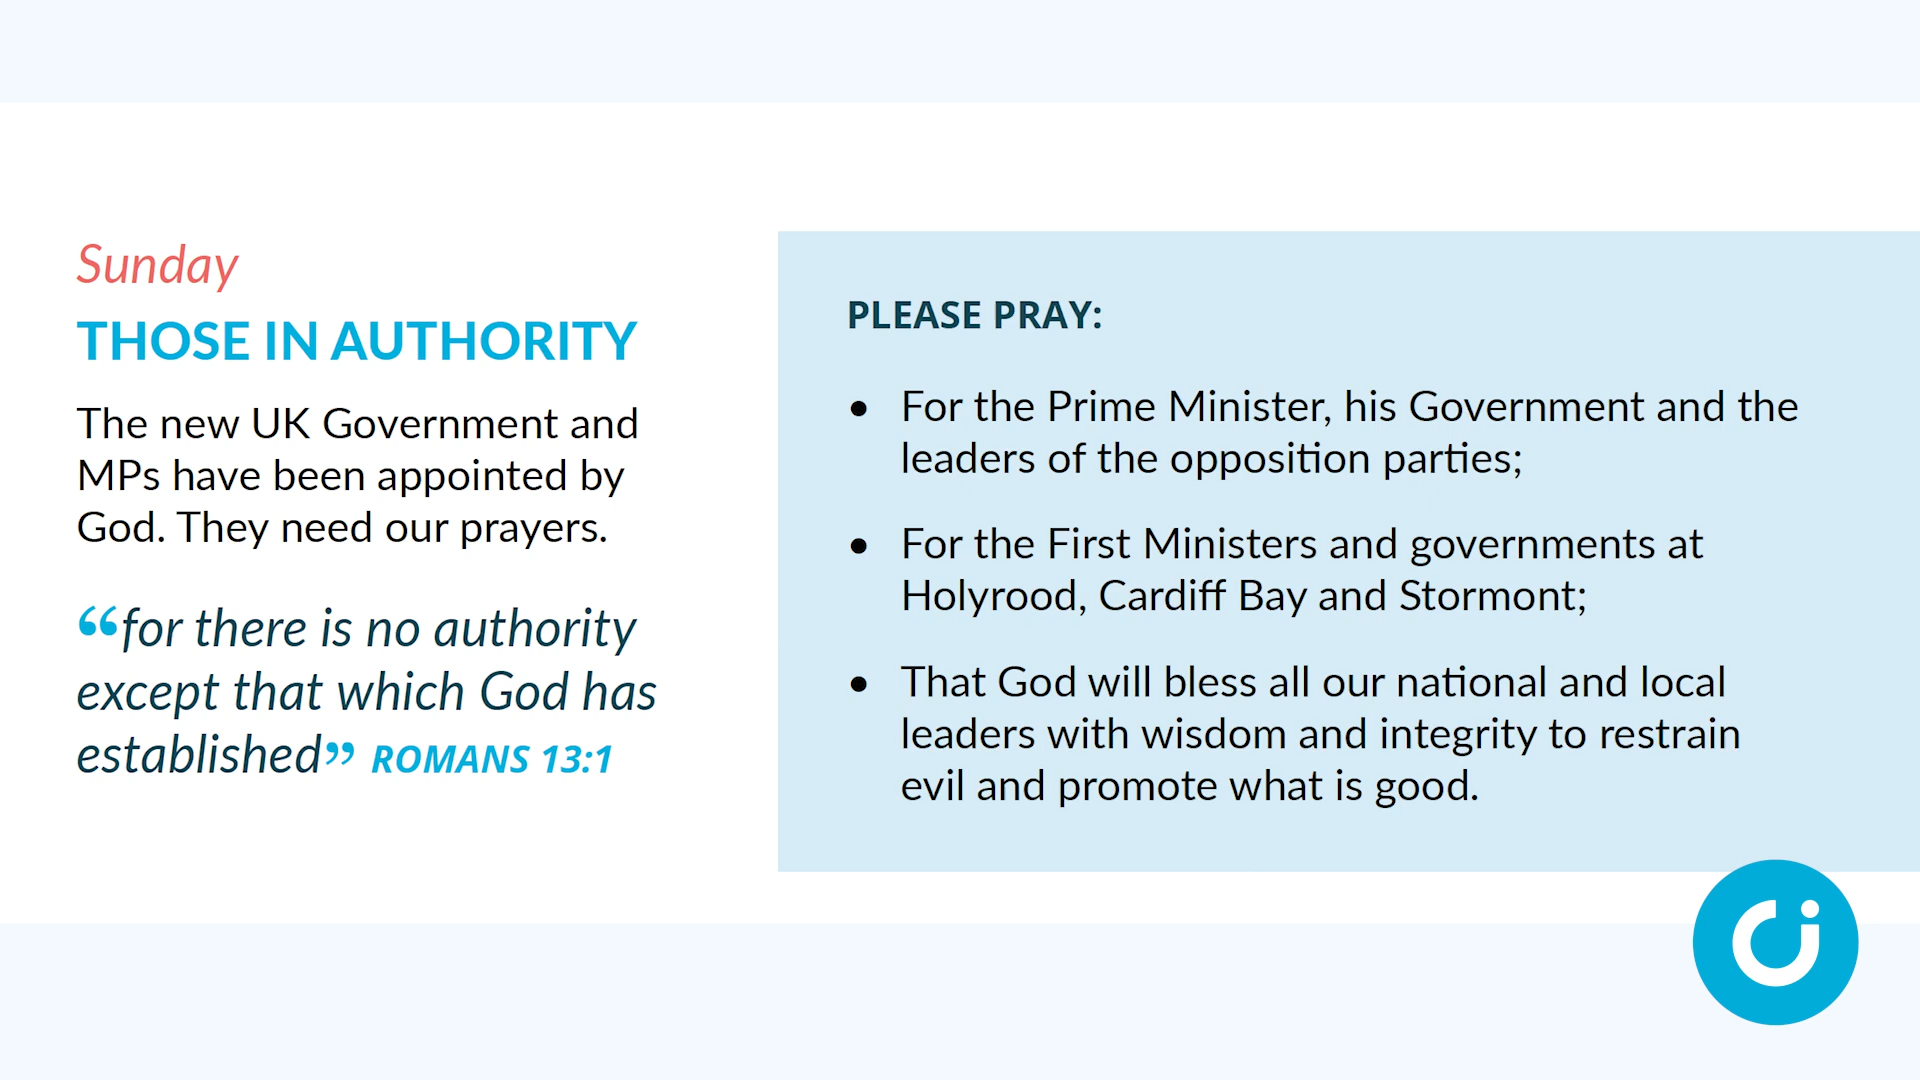 Sunday
THOSE IN AUTHORITY
The new UK Government and
MPs have been appointed by
God. They need our prayers.
“for there is no authority
except that which God has
established” ROMANS 13:1
PLEASE PRAY:
• For the Prime Minister, his Government and the
leaders of the opposition parties;
• For the First Ministers and governments at
Holyrood, Cardiff Bay and Stormont;
• That God will bless all our national and local
leaders with wisdom and integrity to restrain
evil and promote what is good.